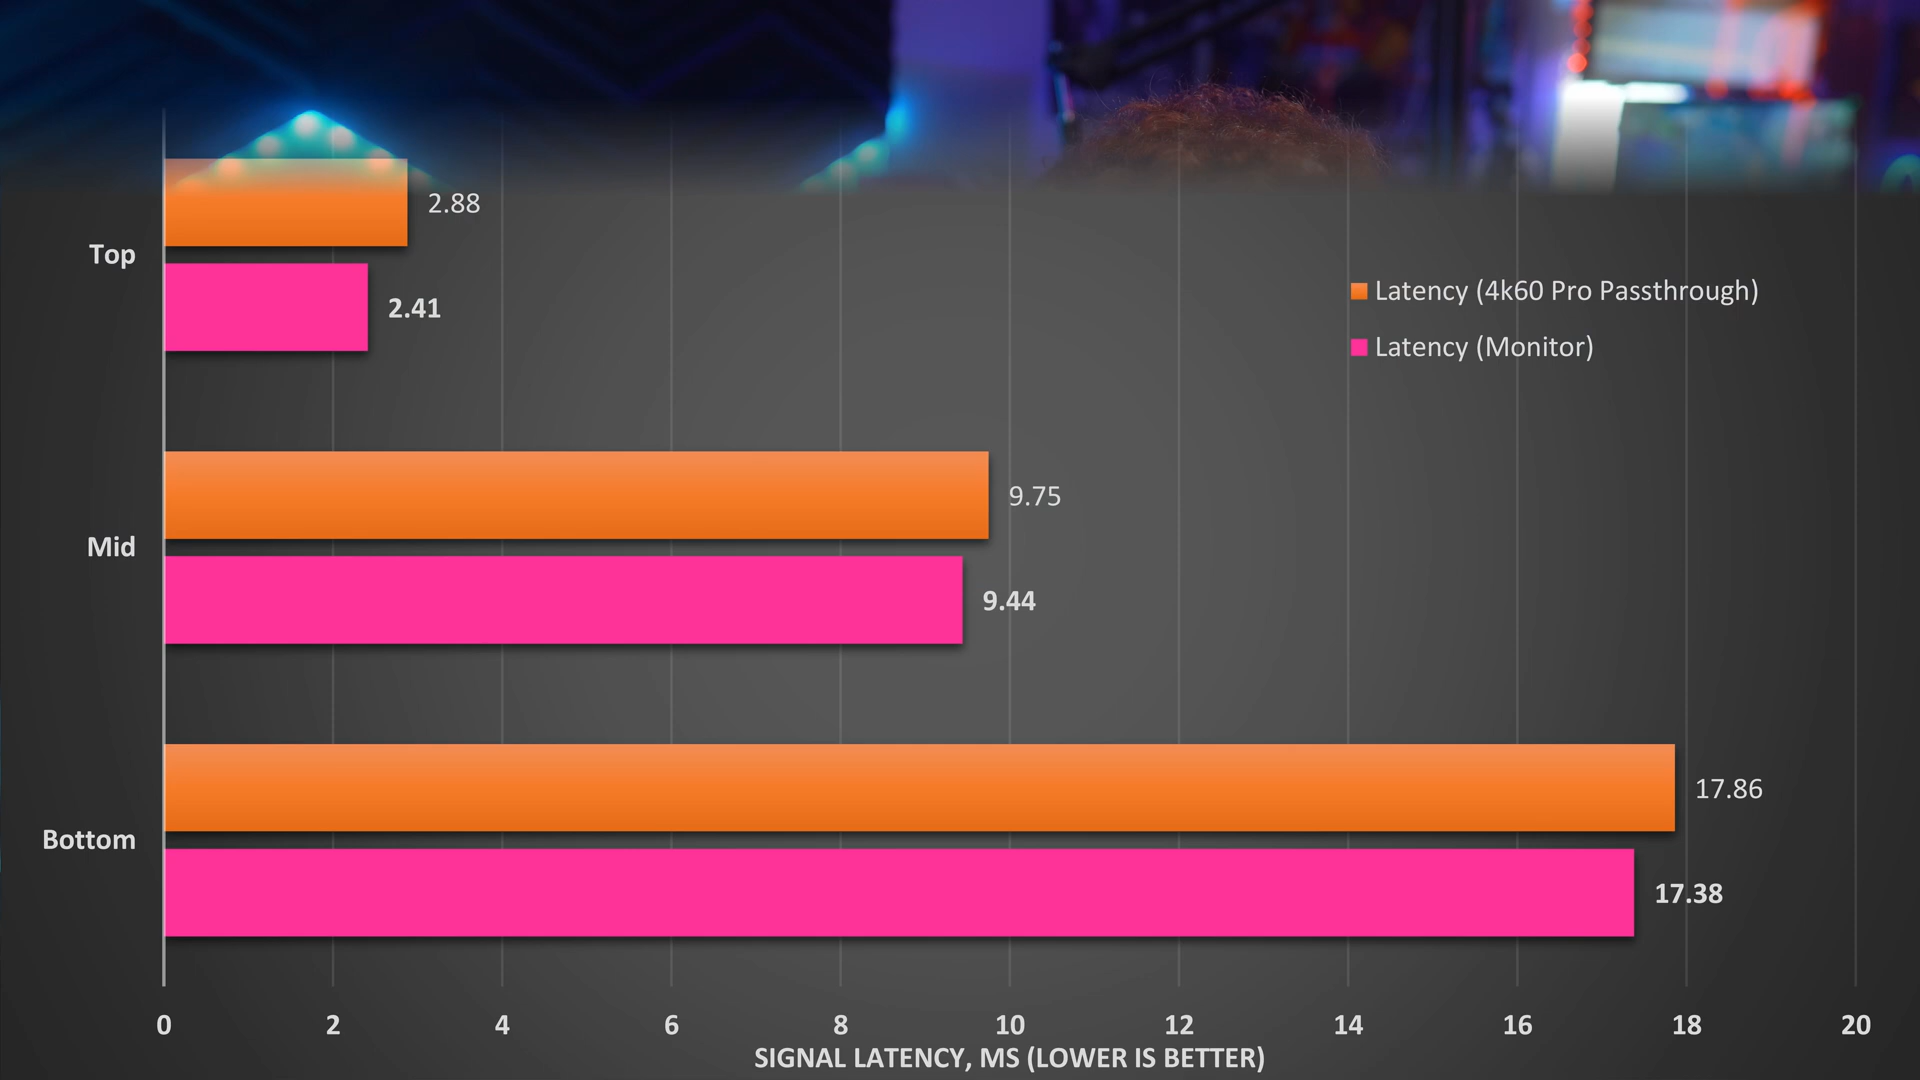 2.88
Top
2.41
Latency (4k60 Pro Passthrough)
Latency (Monitor)
9.75
Mid
9.44
17.86
Bottom
17.38
0 2 4 6 8 10 12 14 16 18 20
SIGNAL LATENCY, MS (LOWER IS BETTER)